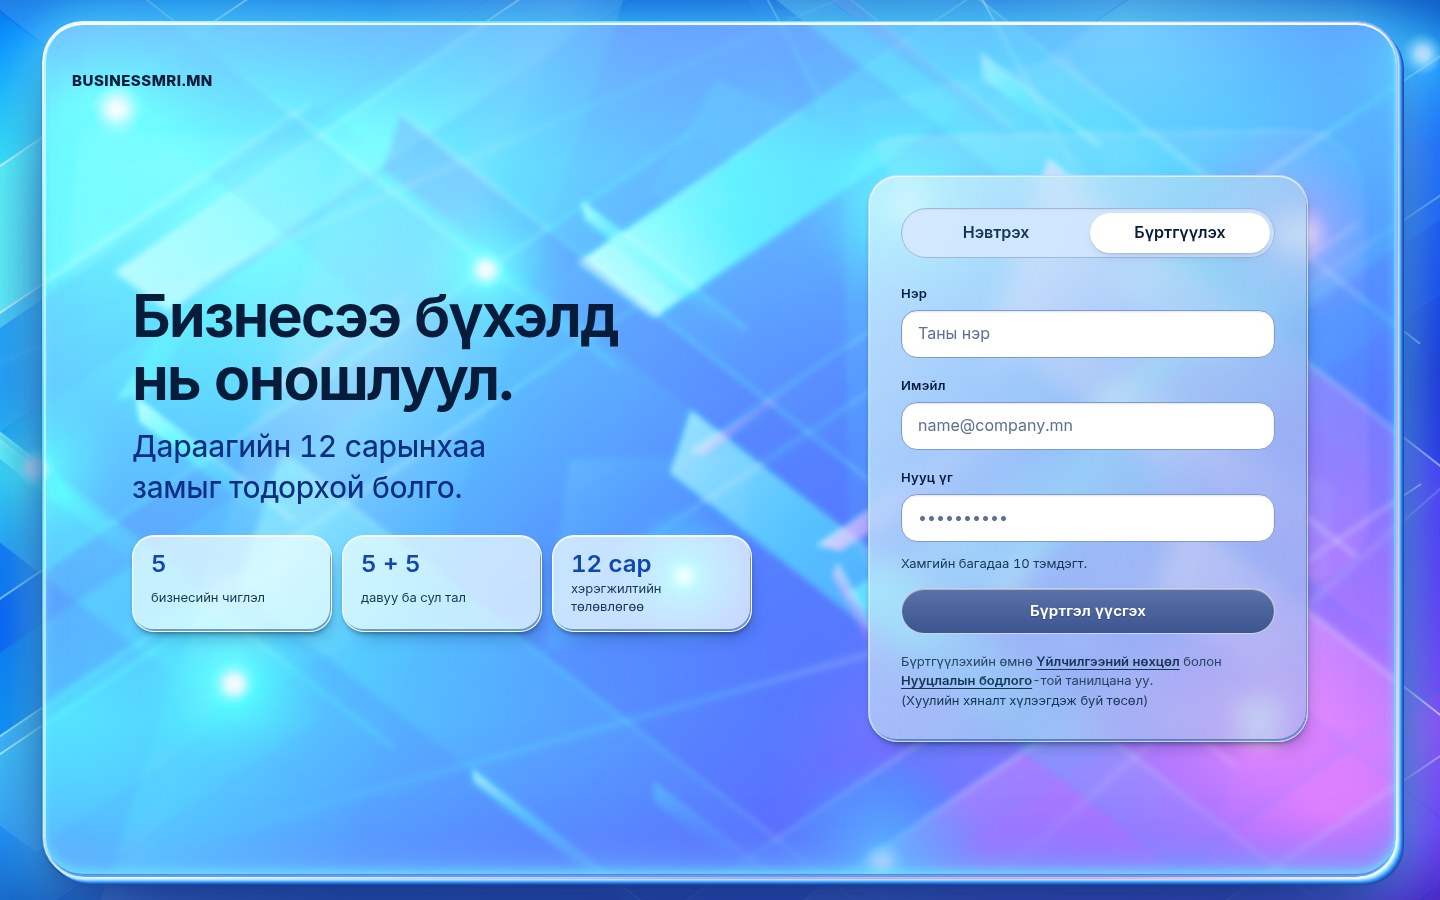 BUSINESSMRI.MN
Бизнесээ бүхэлд
нь оношлуул.
Дараагийн 12 сарынхаа
замыг тодорхой болго.
5
бизнесийн чиглэл
5 + 5
давуу ба сул тал
12 сар
хэрэгжилтийн
төлөвлөгөө
Нэвтрэх
Бүртгүүлэх
Нэр
Таны нэр
Имэйл
name@company.mn
Нууц үг
••••••••••
Хамгийн багадаа 10 тэмдэгт.
Бүртгэл үүсгэх
Бүртгүүлэхийн өмнө Үйлчилгээний нөхцөл болон
Нууцлалын бодлого-той танилцана уу.
(Хуулийн хяналт хүлээгдэж буй төсөл)